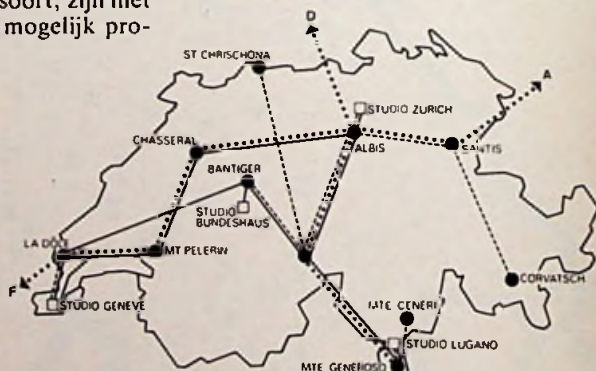 soort, zijn niet
mogelijk pro-
D
ST CHRISCHONA
A
STUDIO ZURICH
CHASSERAL
ALBIS
SANTIS
BANTIGER
STUDIO
BUNDESHAUS
LA DÔLE
MT PELERIN
F
STUDIO GENEVE
CORVATSCH
MTE CENERI
STUDIO LUGANO
MTE GENEROSO